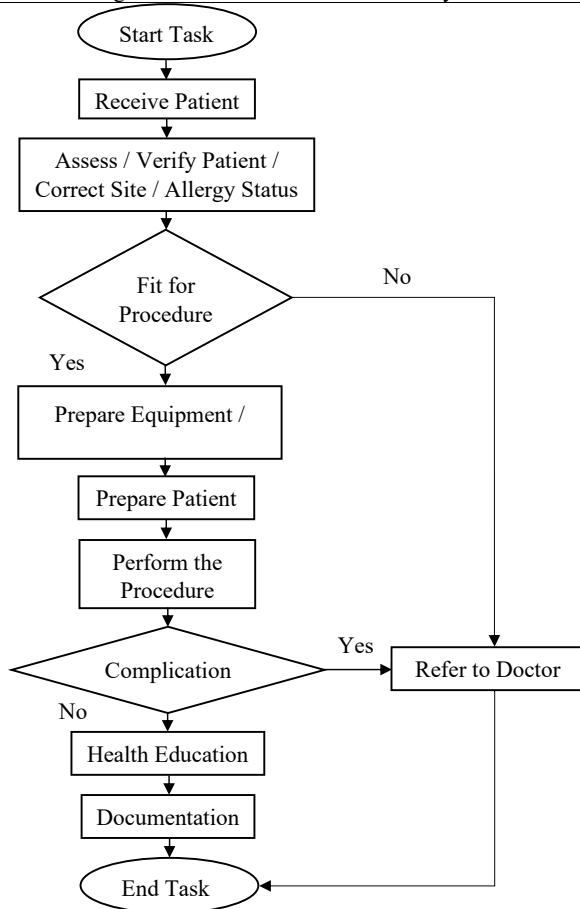 Start Task
Receive Patient
Assess / Verify Patient /
Correct Site / Allergy Status
Fit for
Procedure
No
Yes
Prepare Equipment /
Prepare Patient
Perform the
Procedure
Complication
Yes
Refer to Doctor
No
Health Education
Documentation
End Task